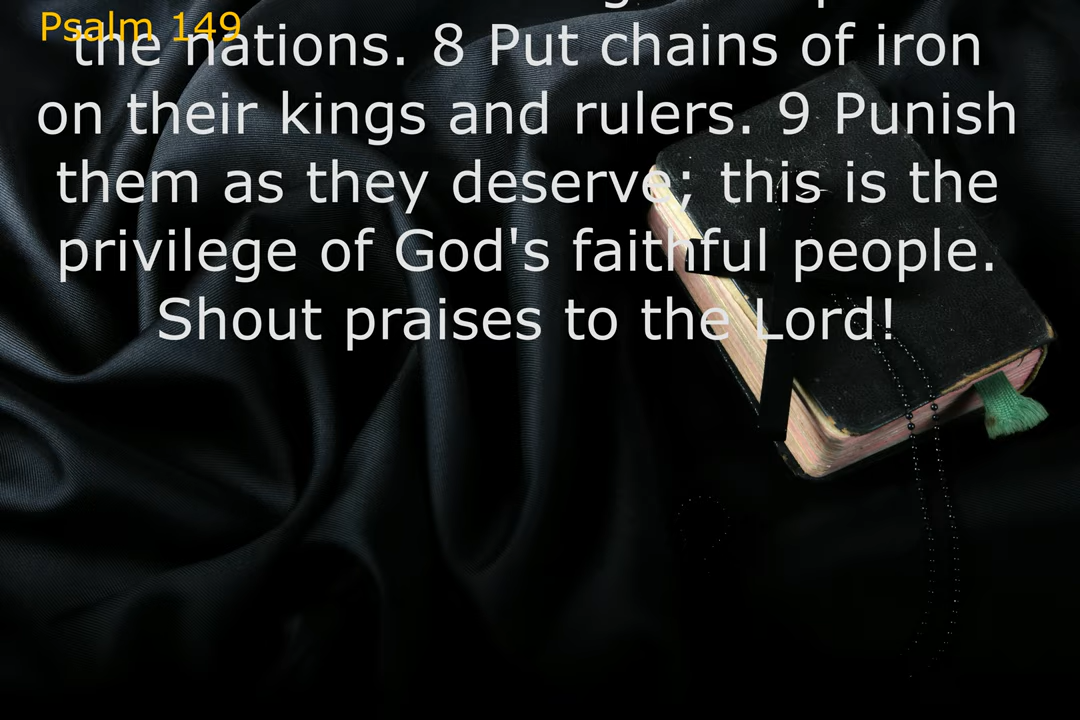 Psalm 149
the nations. 8 Put chains of iron
on their kings and rulers. 9 Punish
them as they deserve; this is the
privilege of God's faithful people.
Shout praises to the Lord!